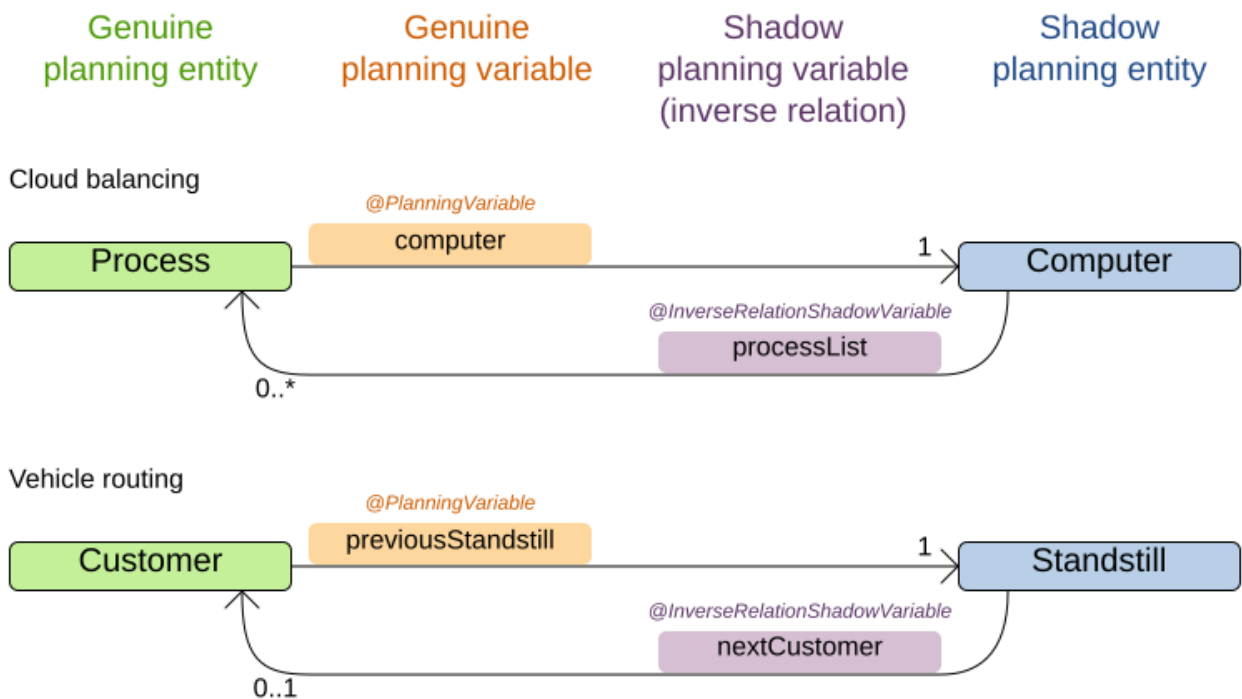 Genuine
planning entity
Genuine
planning variable
Shadow
planning variable
(inverse relation)
Shadow
planning entity
Cloud balancing
@PlanningVariable
computer
Process
1
Computer
@InverseRelationShadowVariable
processList
0..*
Vehicle routing
@PlanningVariable
previousStandstill
Customer
1
Standstill
@InverseRelationShadowVariable
nextCustomer
0..1